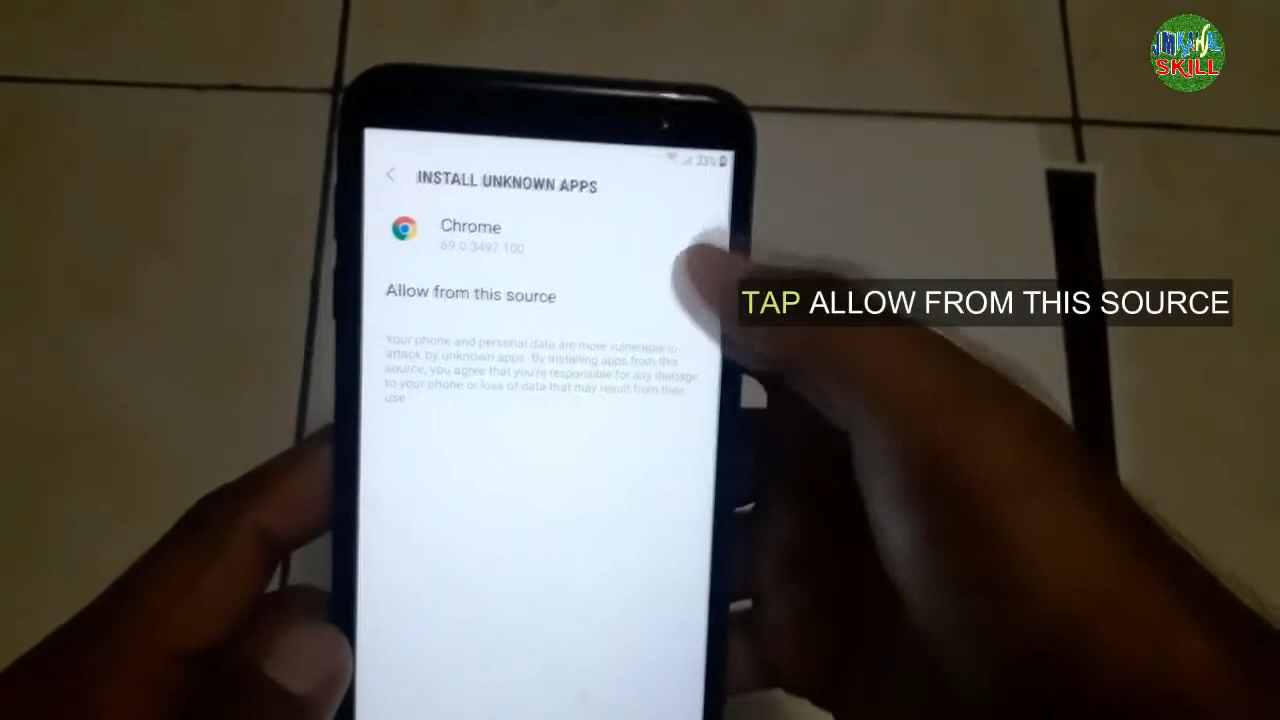 JM KAHAL
SKILL
33%
INSTALL UNKNOWN APPS
Chrome
69.0.3497.100
Allow from this source
TAP ALLOW FROM THIS SOURCE
Your phone and personal data are more vulnerable to
attack by unknown apps. By installing apps from this
source, you agree that you're responsible for any damage
to your phone or loss of data that may result from their
use